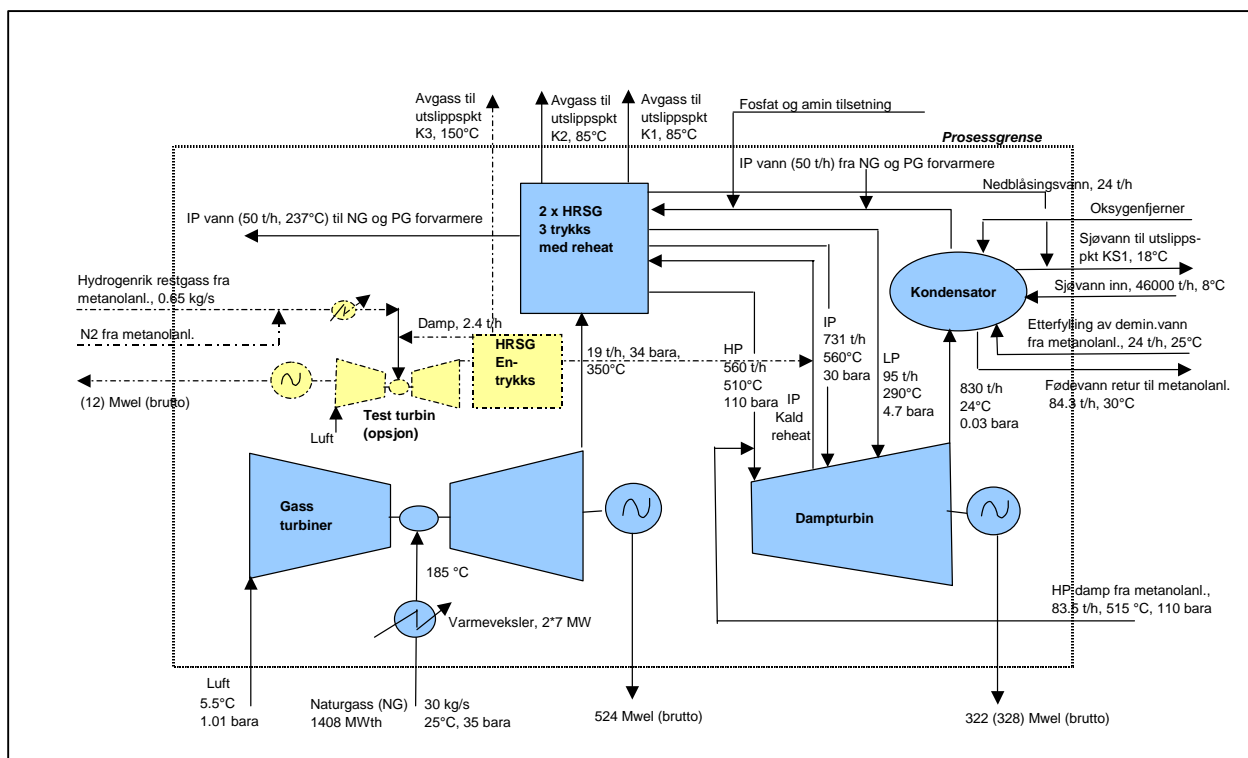 Avgass til
utslippspkt
K3, 150°C
Avgass til
utslippspkt
K2, 85°C
Avgass til
utslippspkt
K1, 85°C
Fosfat og amin tilsetning
Prosessgrense
IP vann (50 t/h) fra NG og PG forvarmere
Nedblåsingsvann, 24 t/h
2 x HRSG
3 trykks
med reheat
IP vann (50 t/h, 237°C) til NG og PG forvarmere
Oksygenfjerner
Sjøvann til utslipps-
pkt KS1, 18°C
Kondensator
Sjøvann inn, 46000 t/h, 8°C
Hydrogenrik restgass fra
metanolanl., 0.65 kg/s
N2 fra metanolanl.
Damp, 2.4 t/h
HRSG
En-
trykks
19 t/h, 34 bara,
350°C
HP
560 t/h
510°C
110 bara
IP
Kald
reheat
IP
731 t/h
560°C
30 bara
LP
95 t/h
290°C
4.7 bara
830 t/h
24°C
0.03 bara
Etterfylling av demin.vann
fra metanolanl., 24 t/h, 25°C
Fødevann retur til metanolanl.
84.3 t/h, 30°C
(12) Mwel (brutto)
Test turbin
(opsjon)
Luft
Gass
turbiner
Dampturbin
185 °C
Varmeveksler, 2*7 MW
HP damp fra metanolanl.,
83.5 t/h, 515 °C, 110 bara
Luft
5.5°C
1.01 bara
Naturgass (NG)
1408 MWth
30 kg/s
25°C, 35 bara
524 Mwel (brutto)
322 (328) Mwel (brutto)